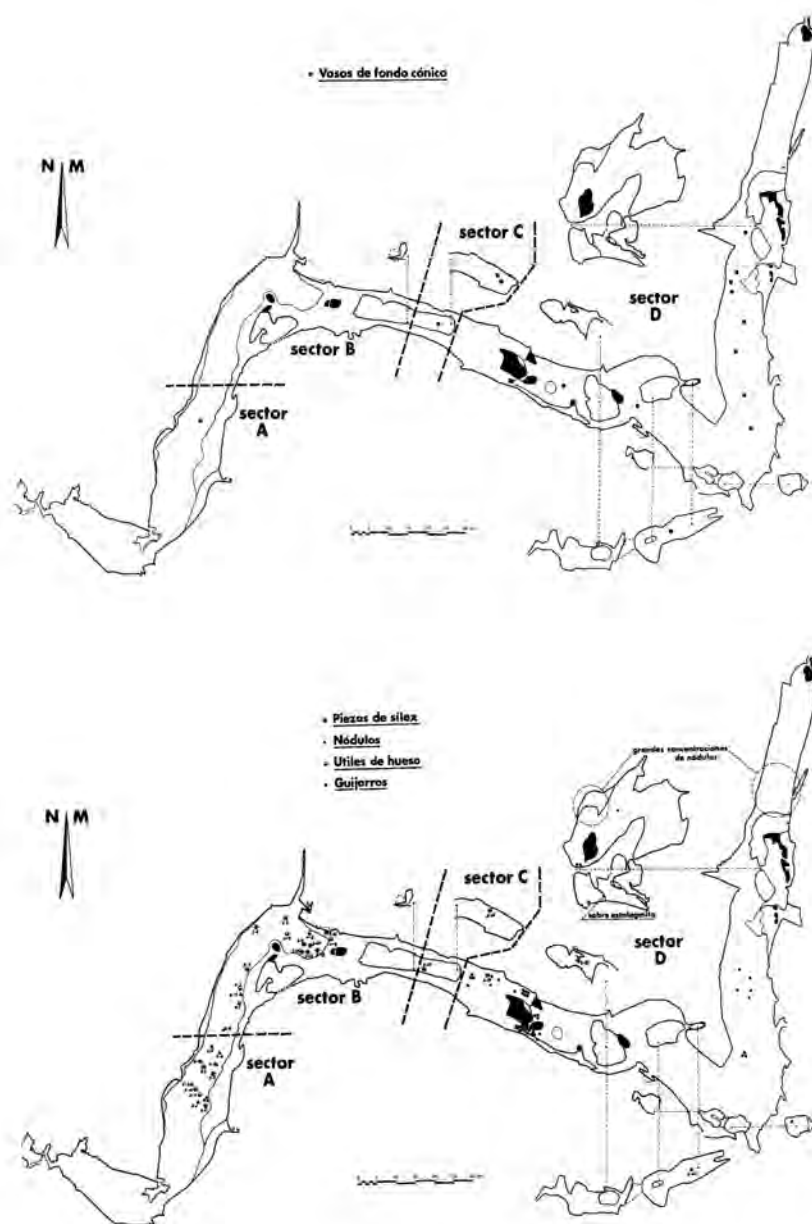 Vasos de fondo cónico
N M
sector C
sector D
sector B
sector A
Piezas de sílex
Nódulos
Utiles de hueso
Guijarros
grandes concentraciones
de nódulos
N M
sector C
sobre estalagmita
sector D
sector B
sector A